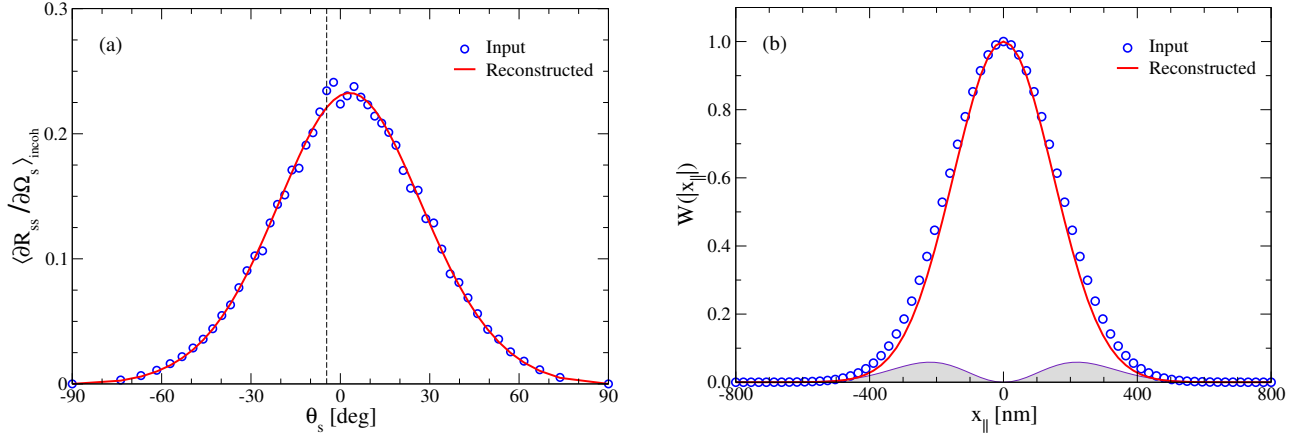 (a)
Input
Reconstructed
⟨∂R_ss /∂Ω_s⟩_incoh
0.3
0.2
0.1
0
-90 -60 -30 0 30 60 90
θ_s [deg]
(b)
Input
Reconstructed
W(|x_∥|)
1.0
0.8
0.6
0.4
0.2
0.0
-800 -400 0 400 800
x_∥ [nm]